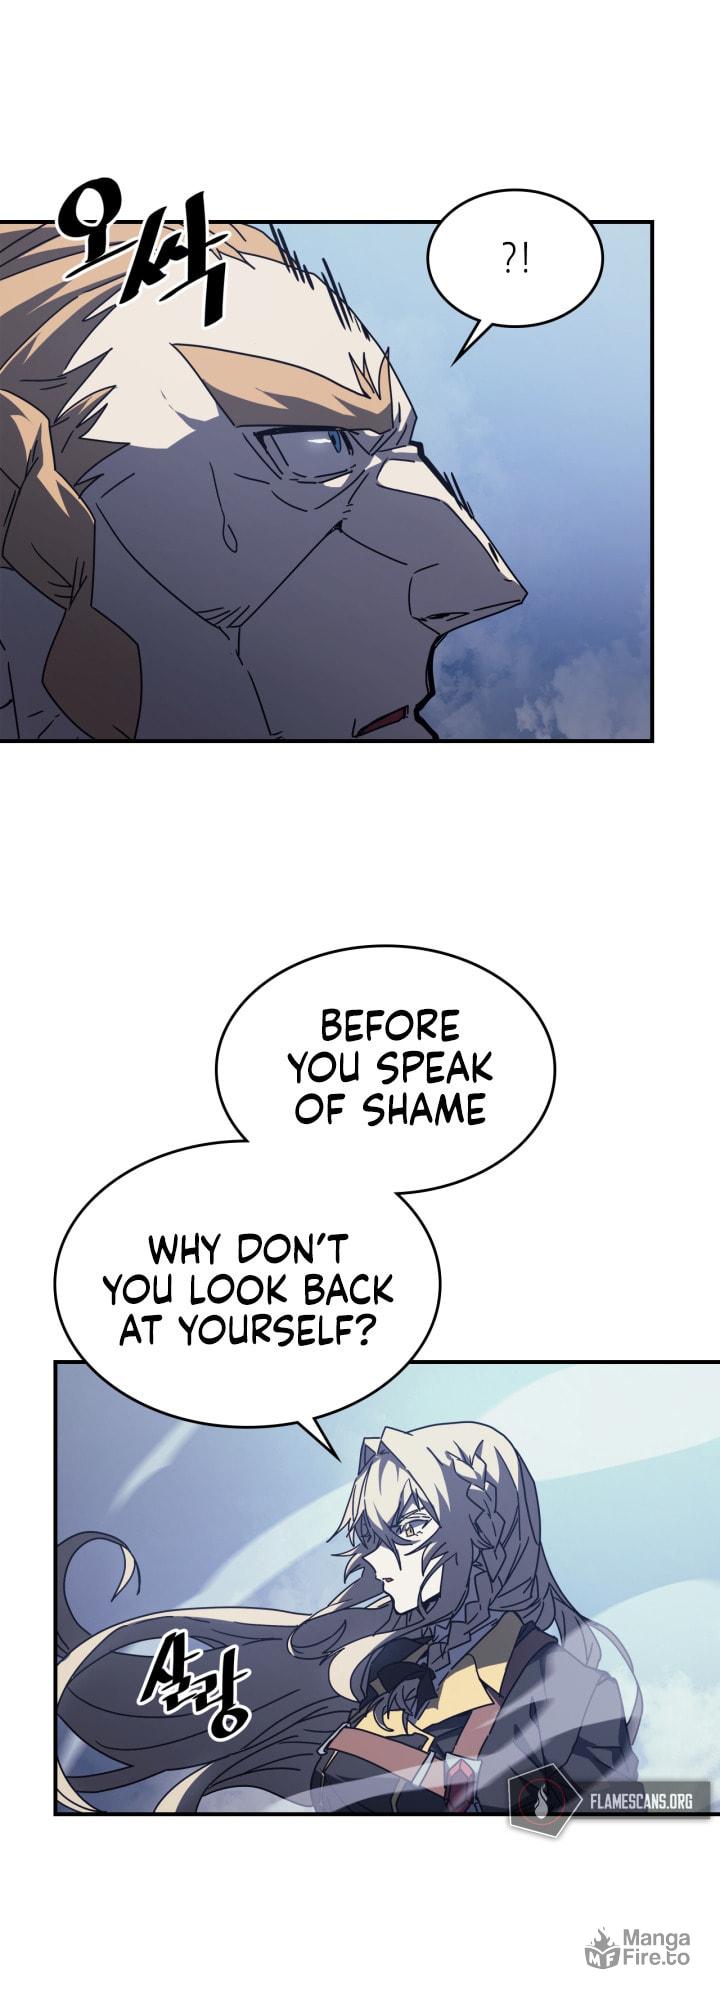 오싹
?!
BEFORE
YOU SPEAK
OF SHAME
WHY DON'T
YOU LOOK BACK
AT YOURSELF?
살랑
FLAMESCANS.ORG
Manga
Fire.to
MF